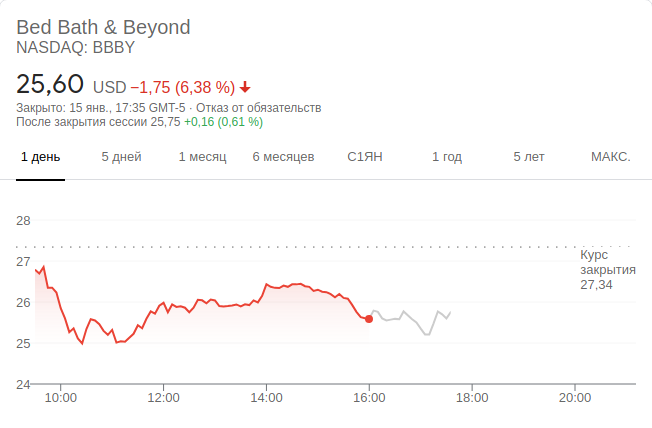 Bed Bath & Beyond
NASDAQ: BBBY
25,60 USD −1,75 (6,38 %)
Закрыто: 15 янв., 17:35 GMT-5 · Отказ от обязательств
После закрытия сессии 25,75 +0,16 (0,61 %)
1 день 5 дней 1 месяц 6 месяцев С1ЯН 1 год 5 лет МАКС.
28
27
26
25
24
Курс
закрытия
27,34
10:00 12:00 14:00 16:00 18:00 20:00